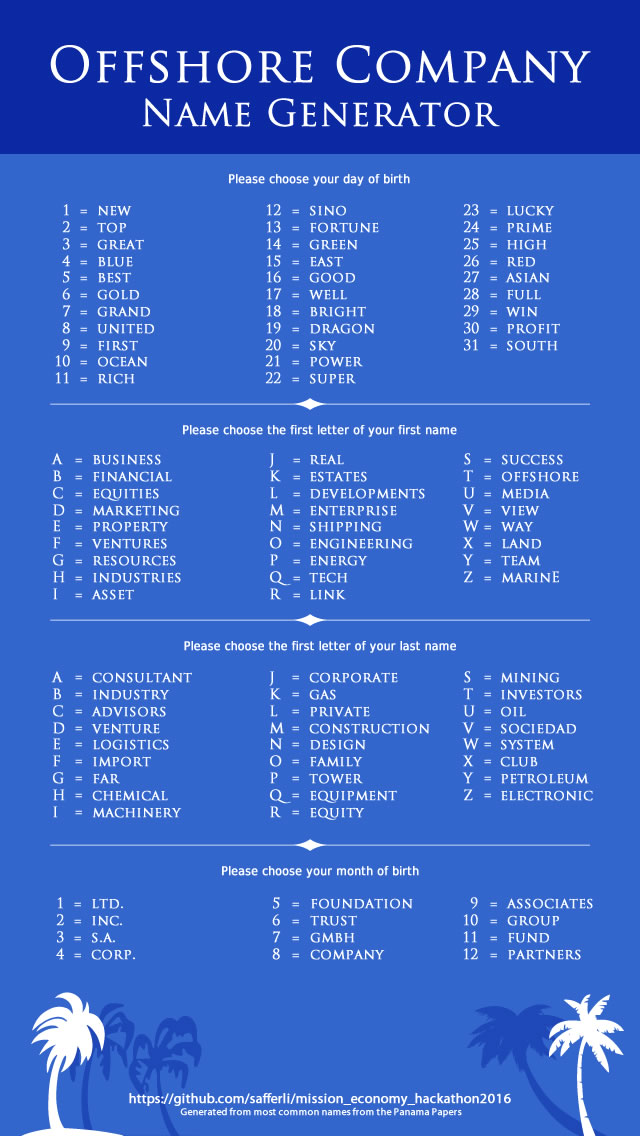 OFFSHORE COMPANY
NAME GENERATOR
Please choose your day of birth
1 = NEW
2 = TOP
3 = GREAT
4 = BLUE
5 = BEST
6 = GOLD
7 = GRAND
8 = UNITED
9 = FIRST
10 = OCEAN
11 = RICH
12 = SINO
13 = FORTUNE
14 = GREEN
15 = EAST
16 = GOOD
17 = WELL
18 = BRIGHT
19 = DRAGON
20 = SKY
21 = POWER
22 = SUPER
23 = LUCKY
24 = PRIME
25 = HIGH
26 = RED
27 = ASIAN
28 = FULL
29 = WIN
30 = PROFIT
31 = SOUTH
Please choose the first letter of your first name
A = BUSINESS
B = FINANCIAL
C = EQUITIES
D = MARKETING
E = PROPERTY
F = VENTURES
G = RESOURCES
H = INDUSTRIES
I = ASSET
J = REAL
K = ESTATES
L = DEVELOPMENTS
M = ENTERPRISE
N = SHIPPING
O = ENGINEERING
P = ENERGY
Q = TECH
R = LINK
S = SUCCESS
T = OFFSHORE
U = MEDIA
V = VIEW
W = WAY
X = LAND
Y = TEAM
Z = MARINE
Please choose the first letter of your last name
A = CONSULTANT
B = INDUSTRY
C = ADVISORS
D = VENTURE
E = LOGISTICS
F = IMPORT
G = FAR
H = CHEMICAL
I = MACHINERY
J = CORPORATE
K = GAS
L = PRIVATE
M = CONSTRUCTION
N = DESIGN
O = FAMILY
P = TOWER
Q = EQUIPMENT
R = EQUITY
S = MINING
T = INVESTORS
U = OIL
V = SOCIEDAD
W = SYSTEM
X = CLUB
Y = PETROLEUM
Z = ELECTRONIC
Please choose your month of birth
1 = LTD.
2 = INC.
3 = S.A.
4 = CORP.
5 = FOUNDATION
6 = TRUST
7 = GMBH
8 = COMPANY
9 = ASSOCIATES
10 = GROUP
11 = FUND
12 = PARTNERS
https://github.com/safferli/mission_economy_hackathon2016
Generated from most common names from the Panama Papers